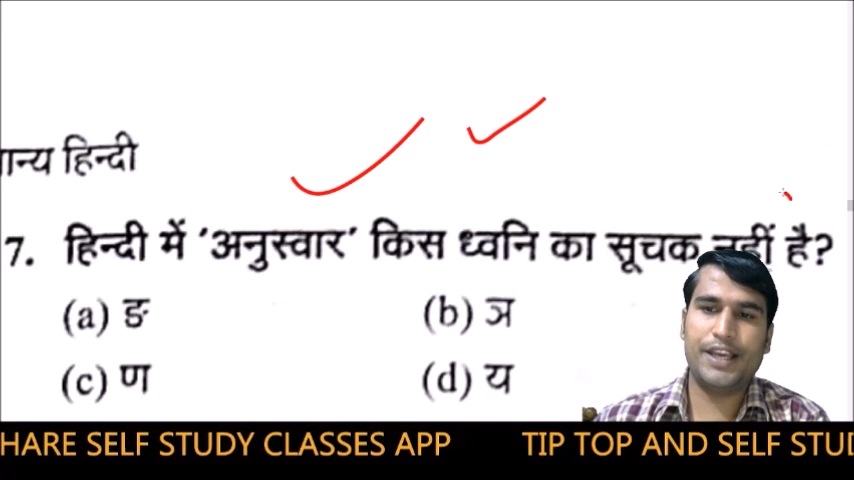 ान्य हिन्दी
7. हिन्दी में 'अनुस्वार' किस ध्वनि का सूचक नहीं है?
(a) ङ (b) ञ
(c) ण (d) य
HARE SELF STUDY CLASSES APP TIP TOP AND SELF STUD